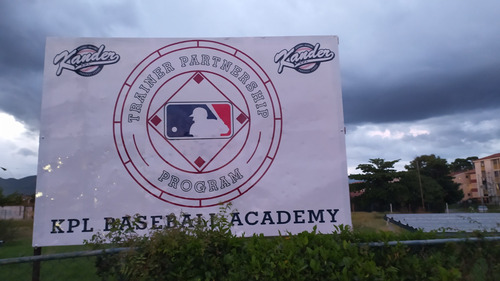 Kander
Kander
TRAINER PARTNERSHIP
PROGRAM
KPL BASEBALL ACADEMY